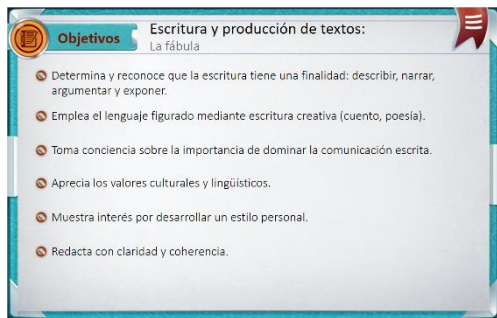 Objetivos
Escritura y producción de textos:
La fábula
Determina y reconoce que la escritura tiene una finalidad: describir, narrar,
argumentar y exponer.
Emplea el lenguaje figurado mediante escritura creativa (cuento, poesía).
Toma conciencia sobre la importancia de dominar la comunicación escrita.
Aprecia los valores culturales y lingüísticos.
Muestra interés por desarrollar un estilo personal.
Redacta con claridad y coherencia.